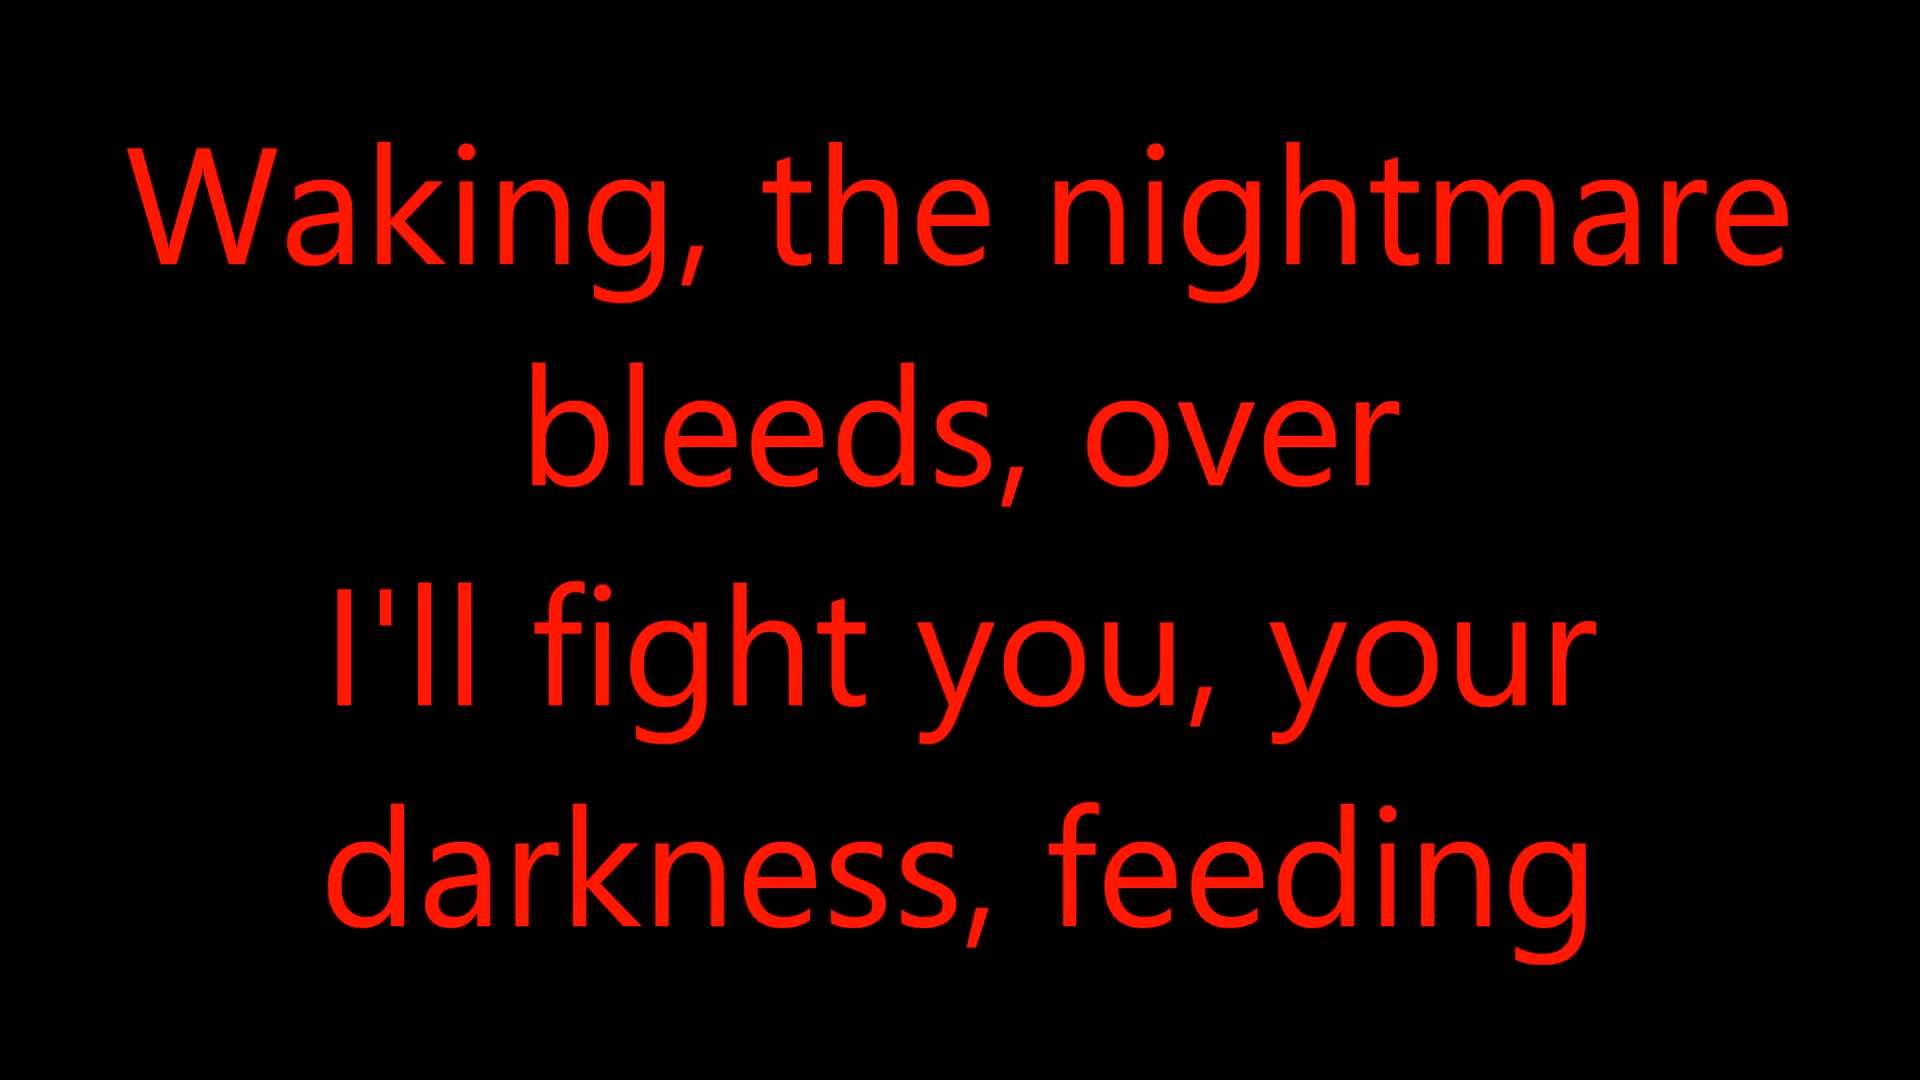 Waking, the nightmare
bleeds, over
I'll fight you, your
darkness, feeding